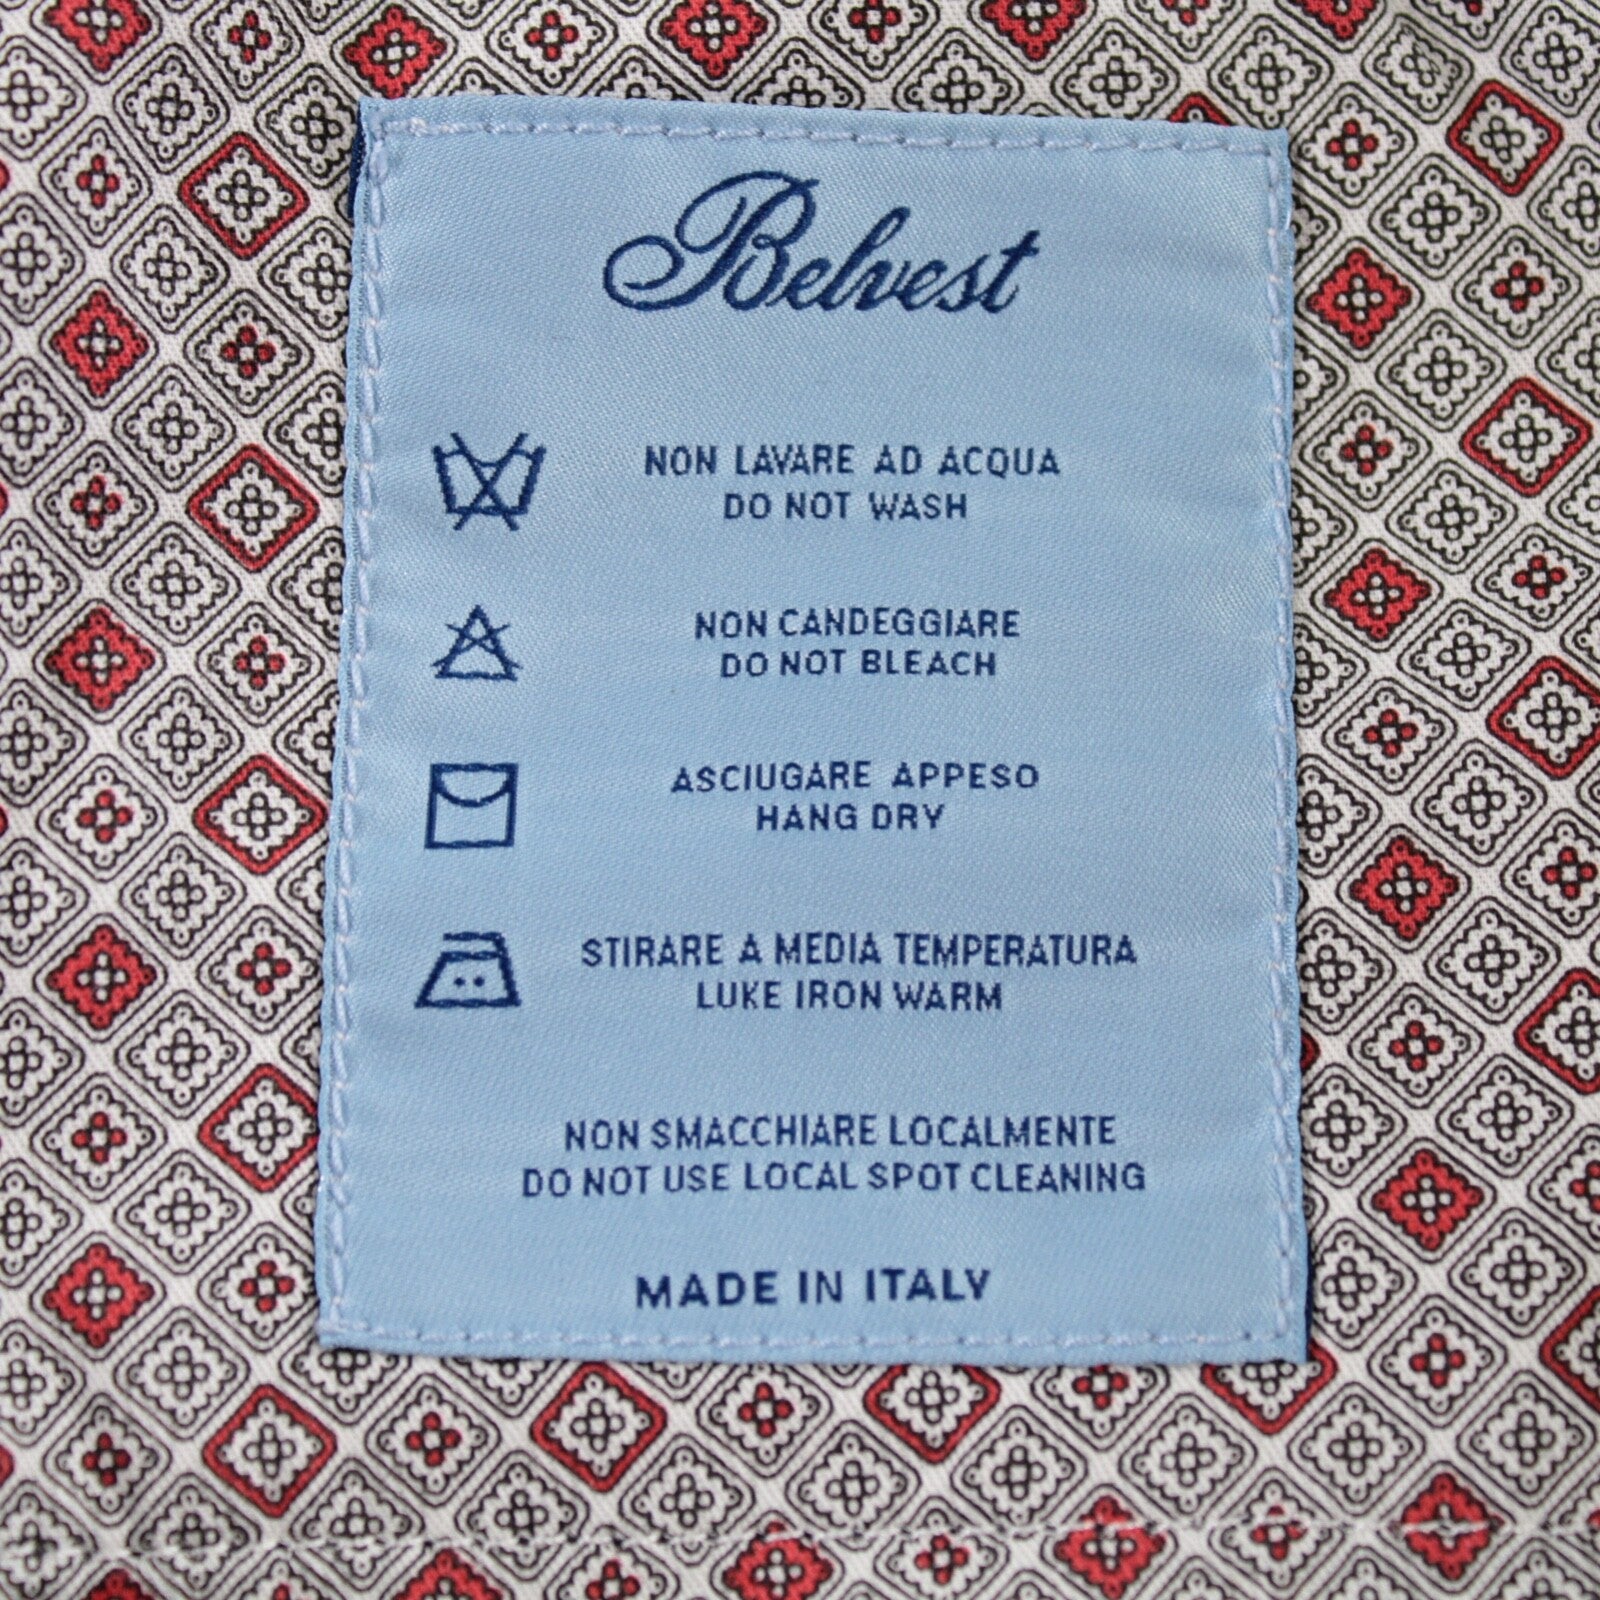 Belvest
NON LAVARE AD ACQUA
DO NOT WASH
NON CANDEGGIARE
DO NOT BLEACH
ASCIUGARE APPESO
HANG DRY
STIRARE A MEDIA TEMPERATURA
LUKE IRON WARM
NON SMACCHIARE LOCALMENTE
DO NOT USE LOCAL SPOT CLEANING
MADE IN ITALY